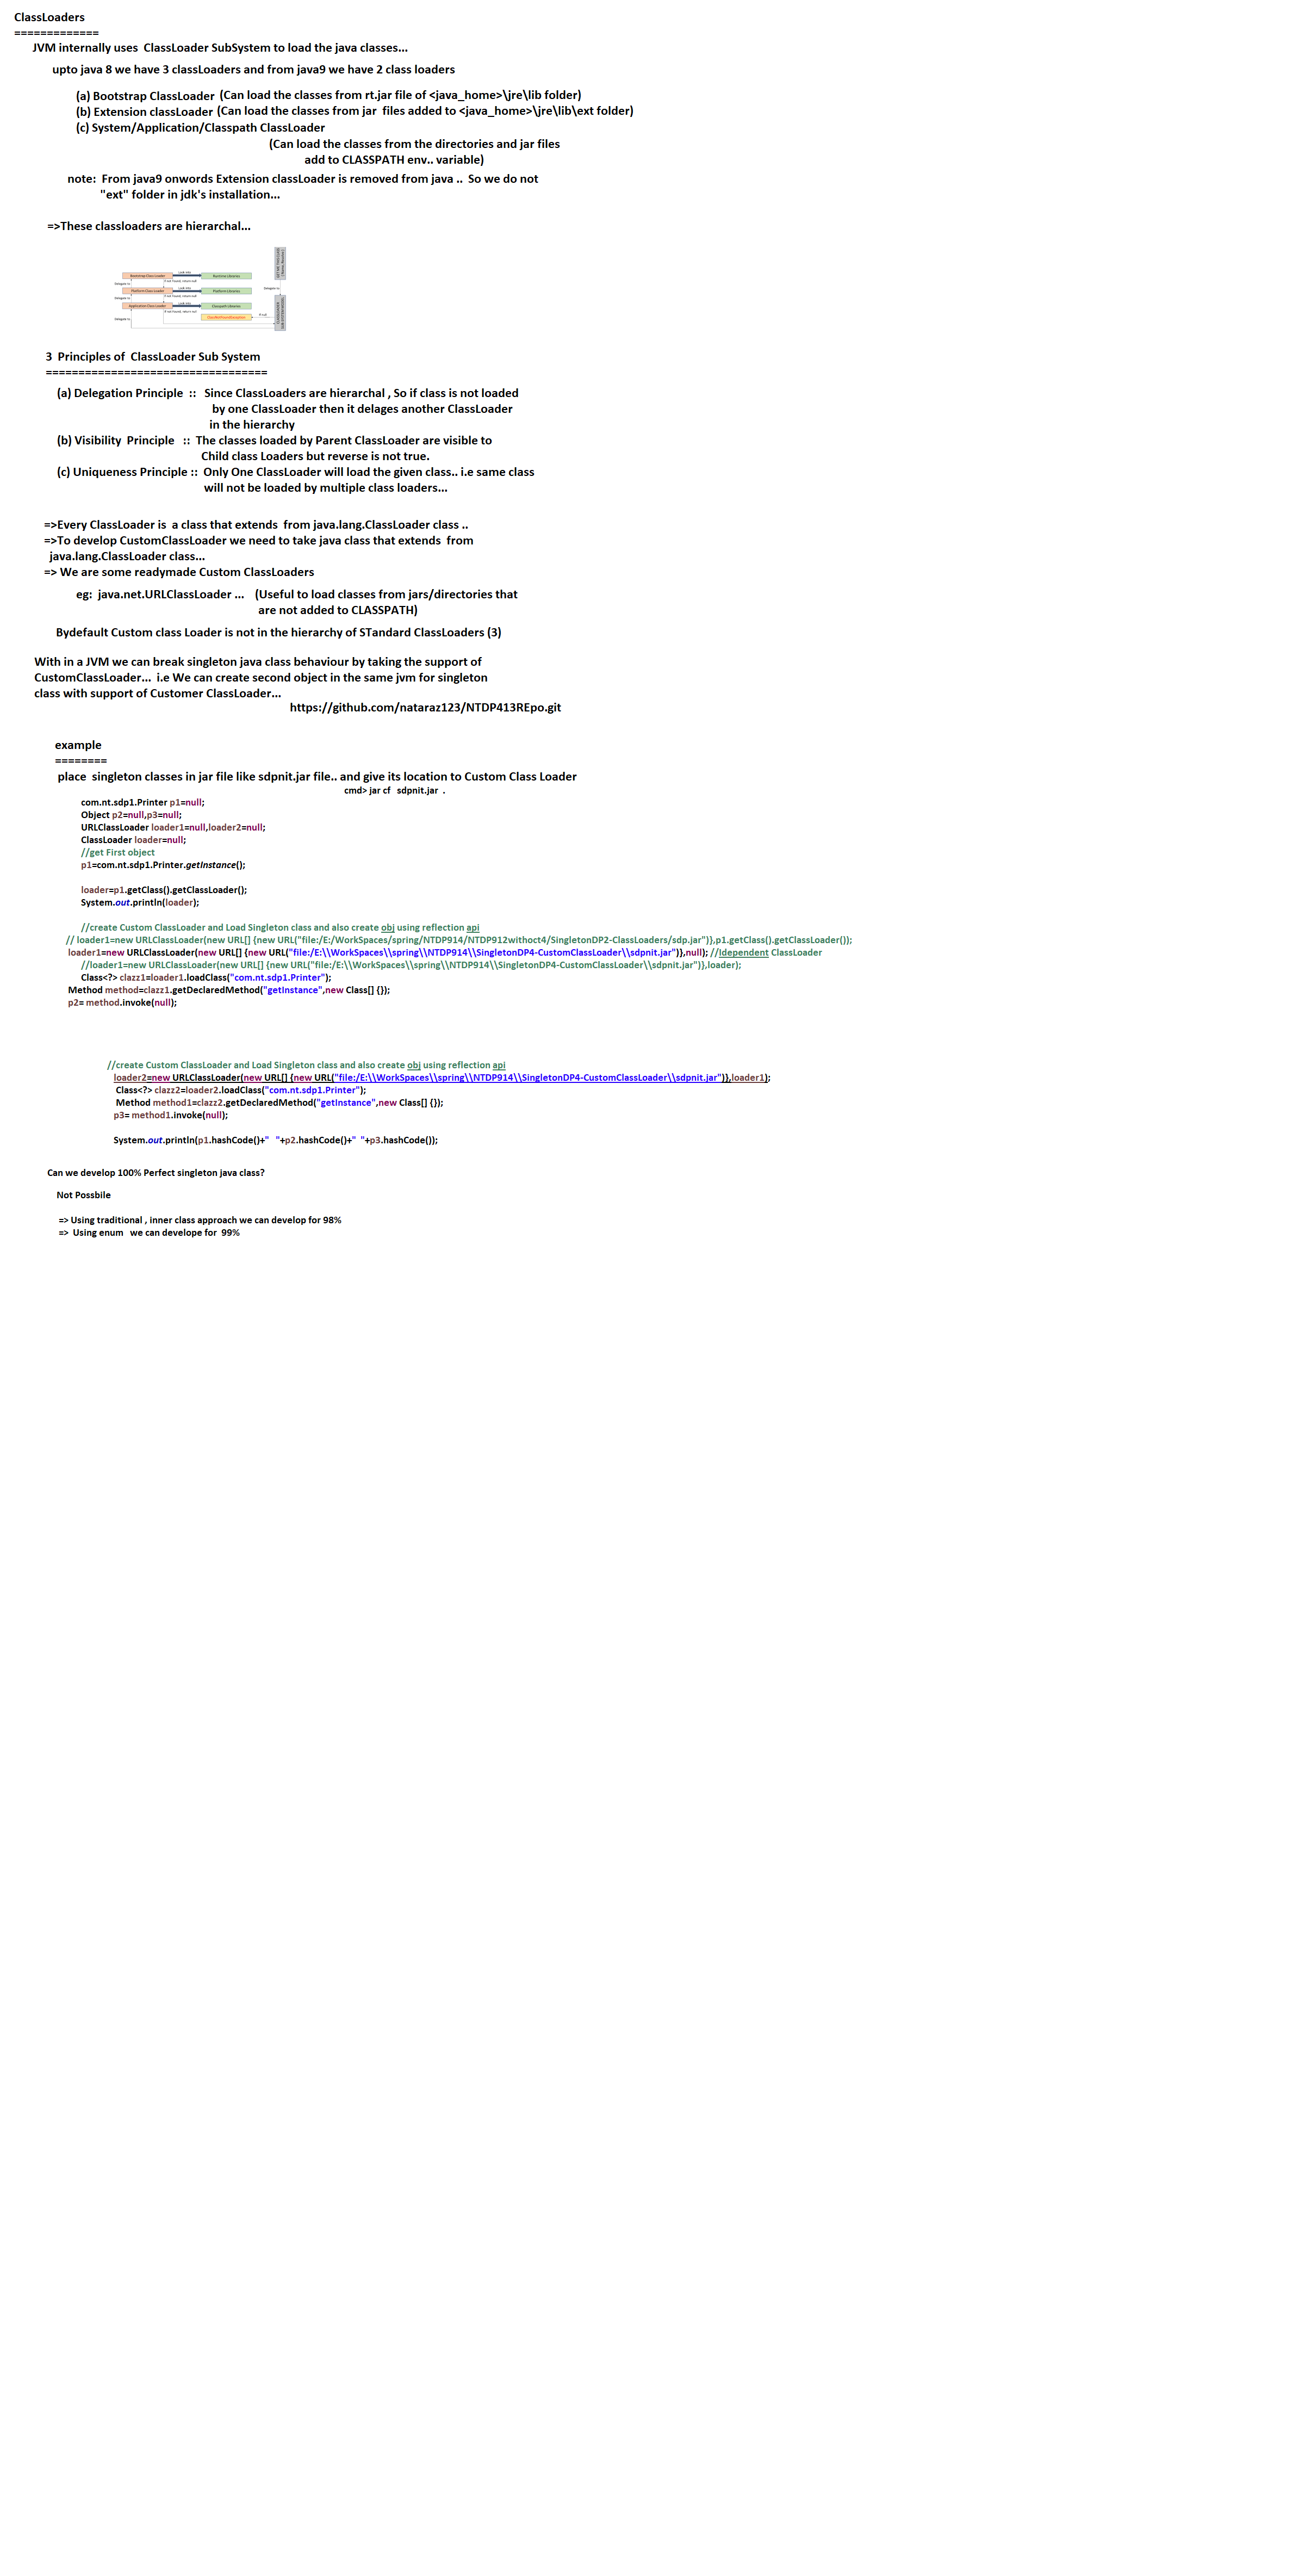 ClassLoaders
=============
JVM internally uses ClassLoader SubSystem to load the java classes...
upto java 8 we have 3 classLoaders and from java9 we have 2 class loaders
(a) Bootstrap ClassLoader (Can load the classes from rt.jar file of <java_home>\jre\lib folder)
(b) Extension classLoader (Can load the classes from jar files added to <java_home>\jre\lib\ext folder)
(c) System/Application/Classpath ClassLoader
(Can load the classes from the directories and jar files
add to CLASSPATH env.. variable)
note: From java9 onwords Extension classLoader is removed from java .. So we do not
"ext" folder in jdk's installation...
=>These classloaders are hierarchal...
Look into
Bootstrap Class Loader
Runtime Libraries
If not found, return null
Delegate to
Delegate to
Look into
Platform Class Loader
Platform Libraries
If not found, return null
Delegate to
Look into
Application Class Loader
Classpath Libraries
If not found, return null
If null
ClassNotFoundException
Delegate to
3 Principles of ClassLoader Sub System
==================================
(a) Delegation Principle :: Since ClassLoaders are hierarchal , So if class is not loaded
by one ClassLoader then it delages another ClassLoader
in the hierarchy
(b) Visibility Principle :: The classes loaded by Parent ClassLoader are visible to
Child class Loaders but reverse is not true.
(c) Uniqueness Principle :: Only One ClassLoader will load the given class.. i.e same class
will not be loaded by multiple class loaders...
=>Every ClassLoader is a class that extends from java.lang.ClassLoader class ..
=>To develop CustomClassLoader we need to take java class that extends from
java.lang.ClassLoader class...
=> We are some readymade Custom ClassLoaders
eg: java.net.URLClassLoader ... (Useful to load classes from jars/directories that
are not added to CLASSPATH)
Bydefault Custom class Loader is not in the hierarchy of STandard ClassLoaders (3)
With in a JVM we can break singleton java class behaviour by taking the support of
CustomClassLoader... i.e We can create second object in the same jvm for singleton
class with support of Customer ClassLoader...
https://github.com/nataraz123/NTDP413REpo.git
example
========
place singleton classes in jar file like sdpnit.jar file.. and give its location to Custom Class Loader
cmd> jar cf sdpnit.jar .
com.nt.sdp1.Printer p1=null;
Object p2=null,p3=null;
URLClassLoader loader1=null,loader2=null;
ClassLoader loader=null;
//get First object
p1=com.nt.sdp1.Printer.getInstance();
loader=p1.getClass().getClassLoader();
System.out.println(loader);
//create Custom ClassLoader and Load Singleton class and also create obj using reflection api
// loader1=new URLClassLoader(new URL[] {new URL("file:/E:/WorkSpaces/spring/NTDP914/NTDP912withoct4/SingletonDP2-ClassLoaders/sdp.jar")},p1.getClass().getClassLoader());
loader1=new URLClassLoader(new URL[] {new URL("file:/E:\\WorkSpaces\\spring\\NTDP914\\SingletonDP4-CustomClassLoader\\sdpnit.jar")},null); //Idependent ClassLoader
//loader1=new URLClassLoader(new URL[] {new URL("file:/E:\\WorkSpaces\\spring\\NTDP914\\SingletonDP4-CustomClassLoader\\sdpnit.jar")},loader);
Class<?> clazz1=loader1.loadClass("com.nt.sdp1.Printer");
Method method=clazz1.getDeclaredMethod("getInstance",new Class[] {});
p2= method.invoke(null);
//create Custom ClassLoader and Load Singleton class and also create obj using reflection api
loader2=new URLClassLoader(new URL[] {new URL("file:/E:\\WorkSpaces\\spring\\NTDP914\\SingletonDP4-CustomClassLoader\\sdpnit.jar")},loader1);
Class<?> clazz2=loader2.loadClass("com.nt.sdp1.Printer");
Method method1=clazz2.getDeclaredMethod("getInstance",new Class[] {});
p3= method1.invoke(null);
System.out.println(p1.hashCode()+"   "+p2.hashCode()+"  "+p3.hashCode());
Can we develop 100% Perfect singleton java class?
Not Possbile
=> Using traditional , inner class approach we can develop for 98%
=> Using enum we can develope for 99%